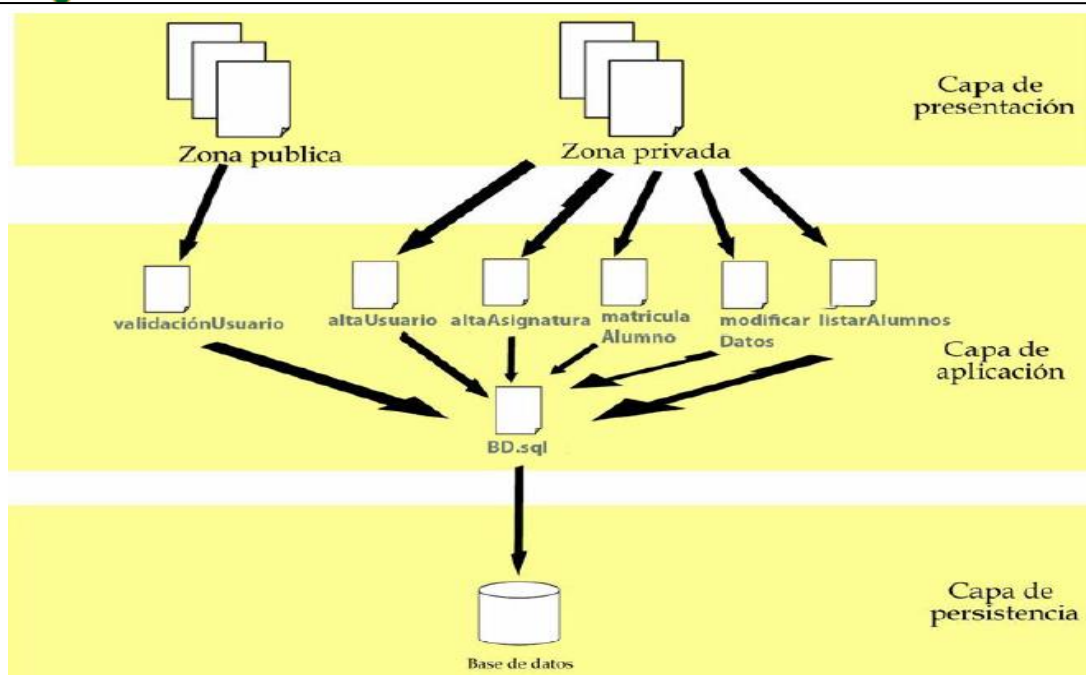 Capa de
presentación
Zona publica
Zona privada
validaciónUsuario
altaUsuario
altaAsignatura
matricula
Alumno
modificar
Datos
listarAlumnos
Capa de
aplicación
BD.sql
Capa de
persistencia
Base de datos